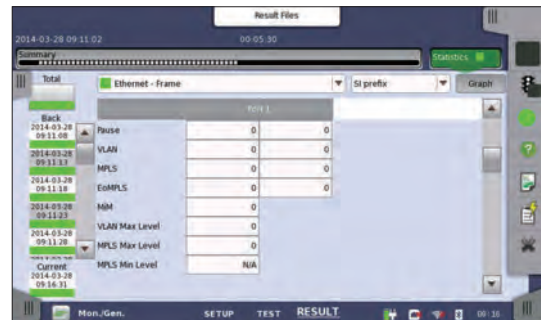 Result Files
2014-03-28 09:11:02 00:05:30
Summary
Statistics
Total
Ethernet - Frame SI prefix Graph
Port 1
Back
2014-03-28
09:11:08
Pause 0 0
2014-03-28
09:11:13
VLAN 0 0
MPLS 0 0
2014-03-28
09:11:18
EoMPLS 0 0
2014-03-28
09:11:23
MiM 0
VLAN Max Level 0
2014-03-28
09:11:28
MPLS Max Level 0
Current
2014-03-28
09:16:31
MPLS Min Level N/A
Mon./Gen. SETUP TEST RESULT 09:16